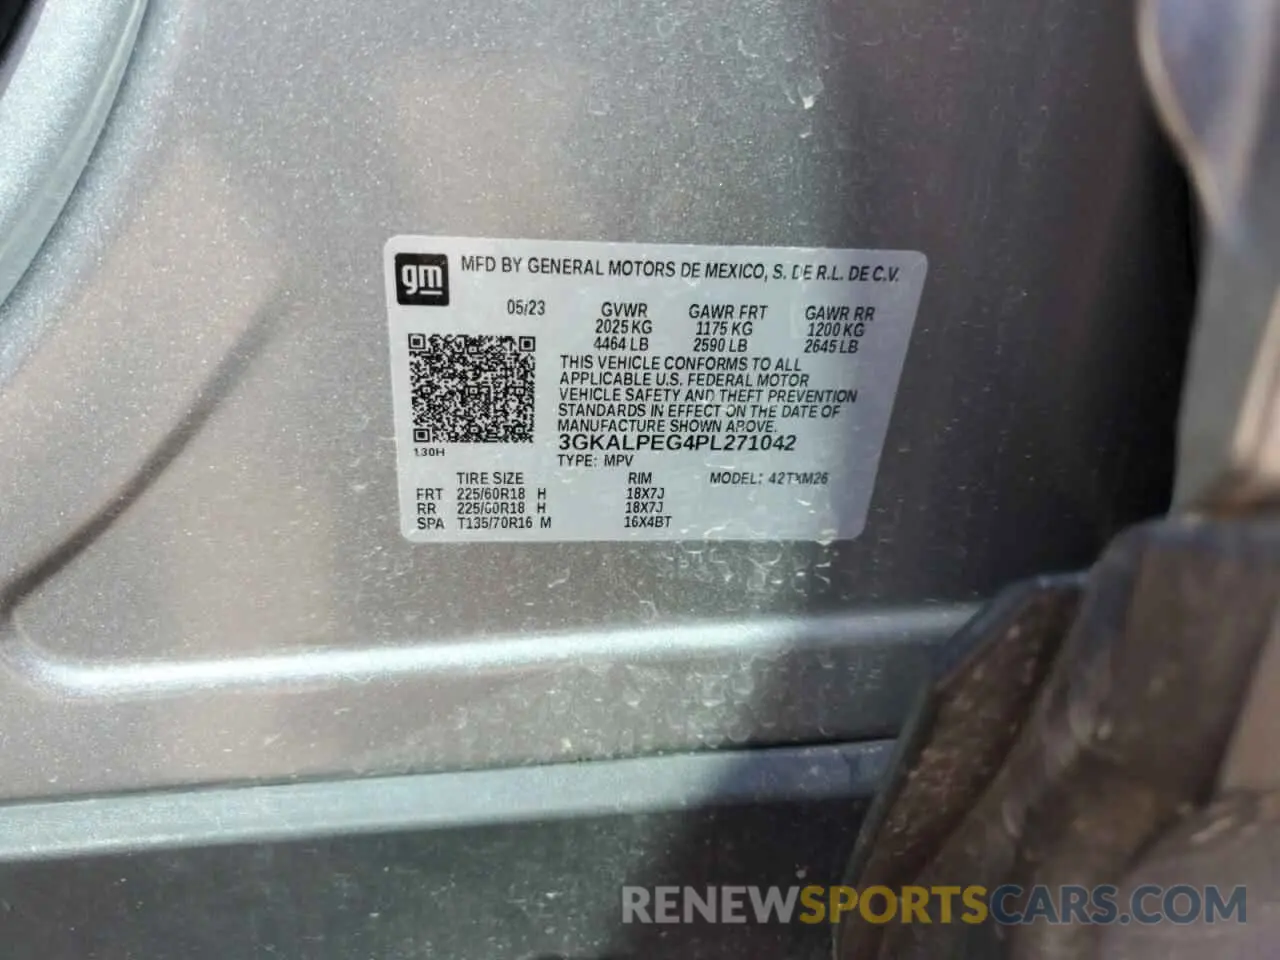 gm MFD BY GENERAL MOTORS DE MEXICO, S. DE R.L. DE C.V.
05/23 GVWR GAWR FRT GAWR RR
2025 KG 1175 KG 1200 KG
4464 LB 2590 LB 2645 LB
THIS VEHICLE CONFORMS TO ALL
APPLICABLE U.S. FEDERAL MOTOR
VEHICLE SAFETY AND THEFT PREVENTION
STANDARDS IN EFFECT ON THE DATE OF
MANUFACTURE SHOWN ABOVE.
3GKALPEG4PL271042
130H TYPE: MPV
TIRE SIZE RIM MODEL: 42TXM26
FRT 225/60R18 H 18X7J
RR 225/60R18 H 18X7J
SPA T135/70R16 M 16X4BT
RENEWSPORTSCARS.COM